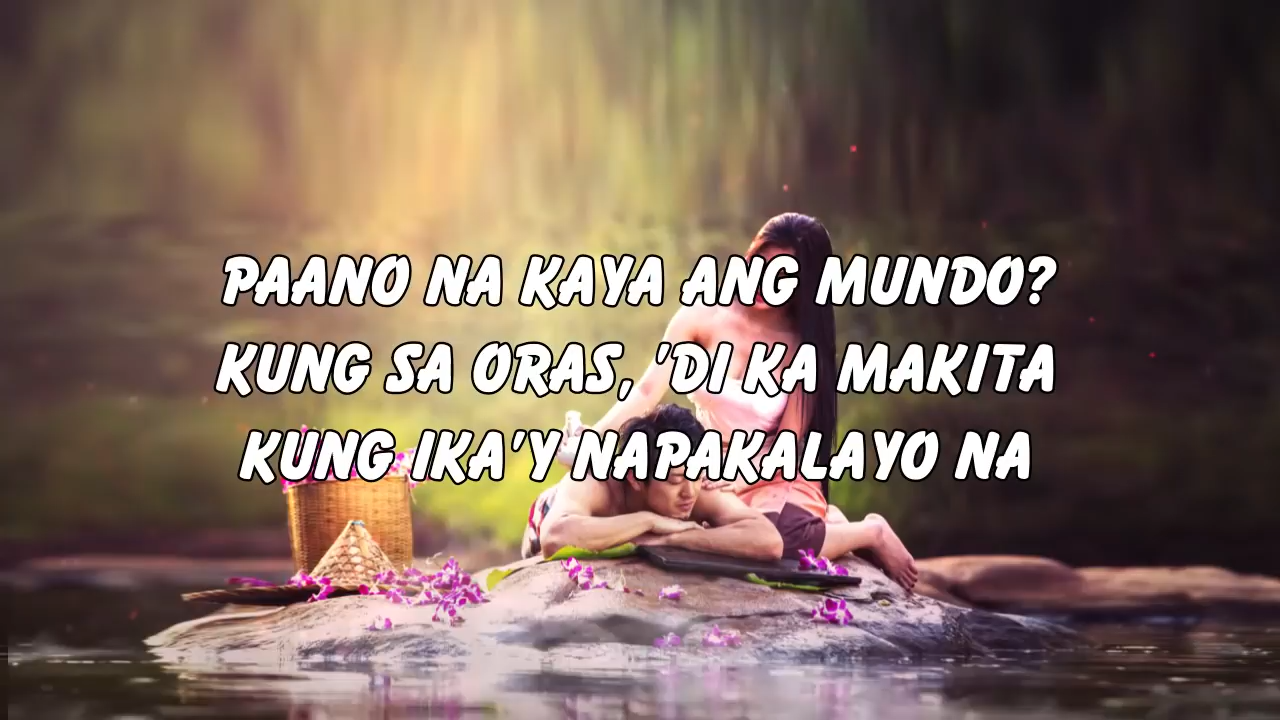 PAANO NA KAYA ANG MUNDO?
KUNG SA ORAS, 'DI KA MAKITA
KUNG IKA'Y NAPAKALAYO NA